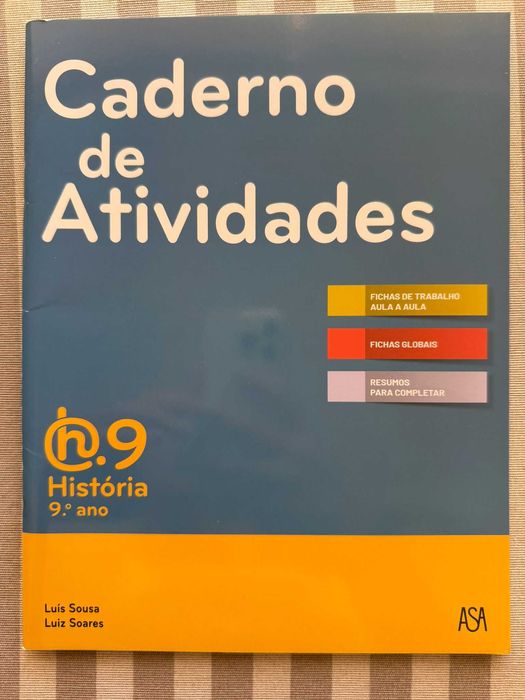 Caderno
de
Atividades
FICHAS DE TRABALHO
AULA A AULA
FICHAS GLOBAIS
RESUMOS
PARA COMPLETAR
@h.9
História
9.º ano
Luís Sousa
Luiz Soares
ASA